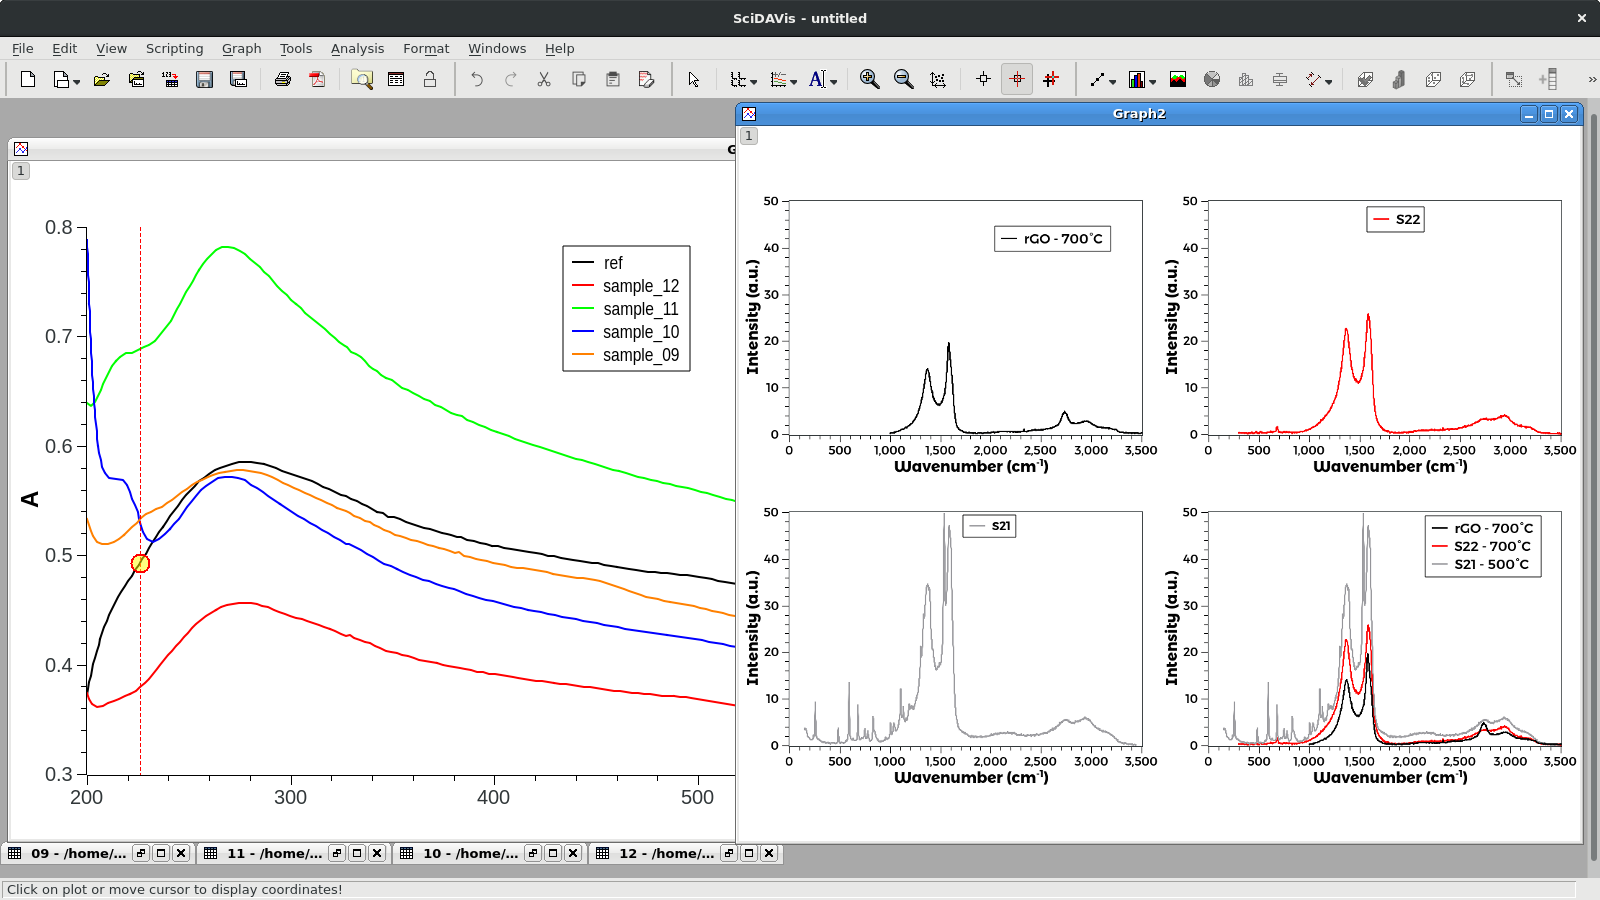 SciDAVis - untitled
File Edit View Scripting Graph Tools Analysis Format Windows Help
G
1
0.8
0.7
0.6
0.5
0.4
0.3
A
200 300 400 500
ref
sample_12
sample_11
sample_10
sample_09
Graph2
1
50
40
30
20
10
0
Intensity (a.u.)
rGO - 700°C
0 500 1,000 1,500 2,000 2,500 3,000 3,500
Wavenumber (cm⁻¹)
50
40
30
20
10
0
Intensity (a.u.)
S22
0 500 1,000 1,500 2,000 2,500 3,000 3,500
Wavenumber (cm⁻¹)
50
40
30
20
10
0
Intensity (a.u.)
S21
0 500 1,000 1,500 2,000 2,500 3,000 3,500
Wavenumber (cm⁻¹)
50
40
30
20
10
0
Intensity (a.u.)
rGO - 700°C
S22 - 700°C
S21 - 500°C
0 500 1,000 1,500 2,000 2,500 3,000 3,500
Wavenumber (cm⁻¹)
09 - /home/... 11 - /home/... 10 - /home/... 12 - /home/...
Click on plot or move cursor to display coordinates!